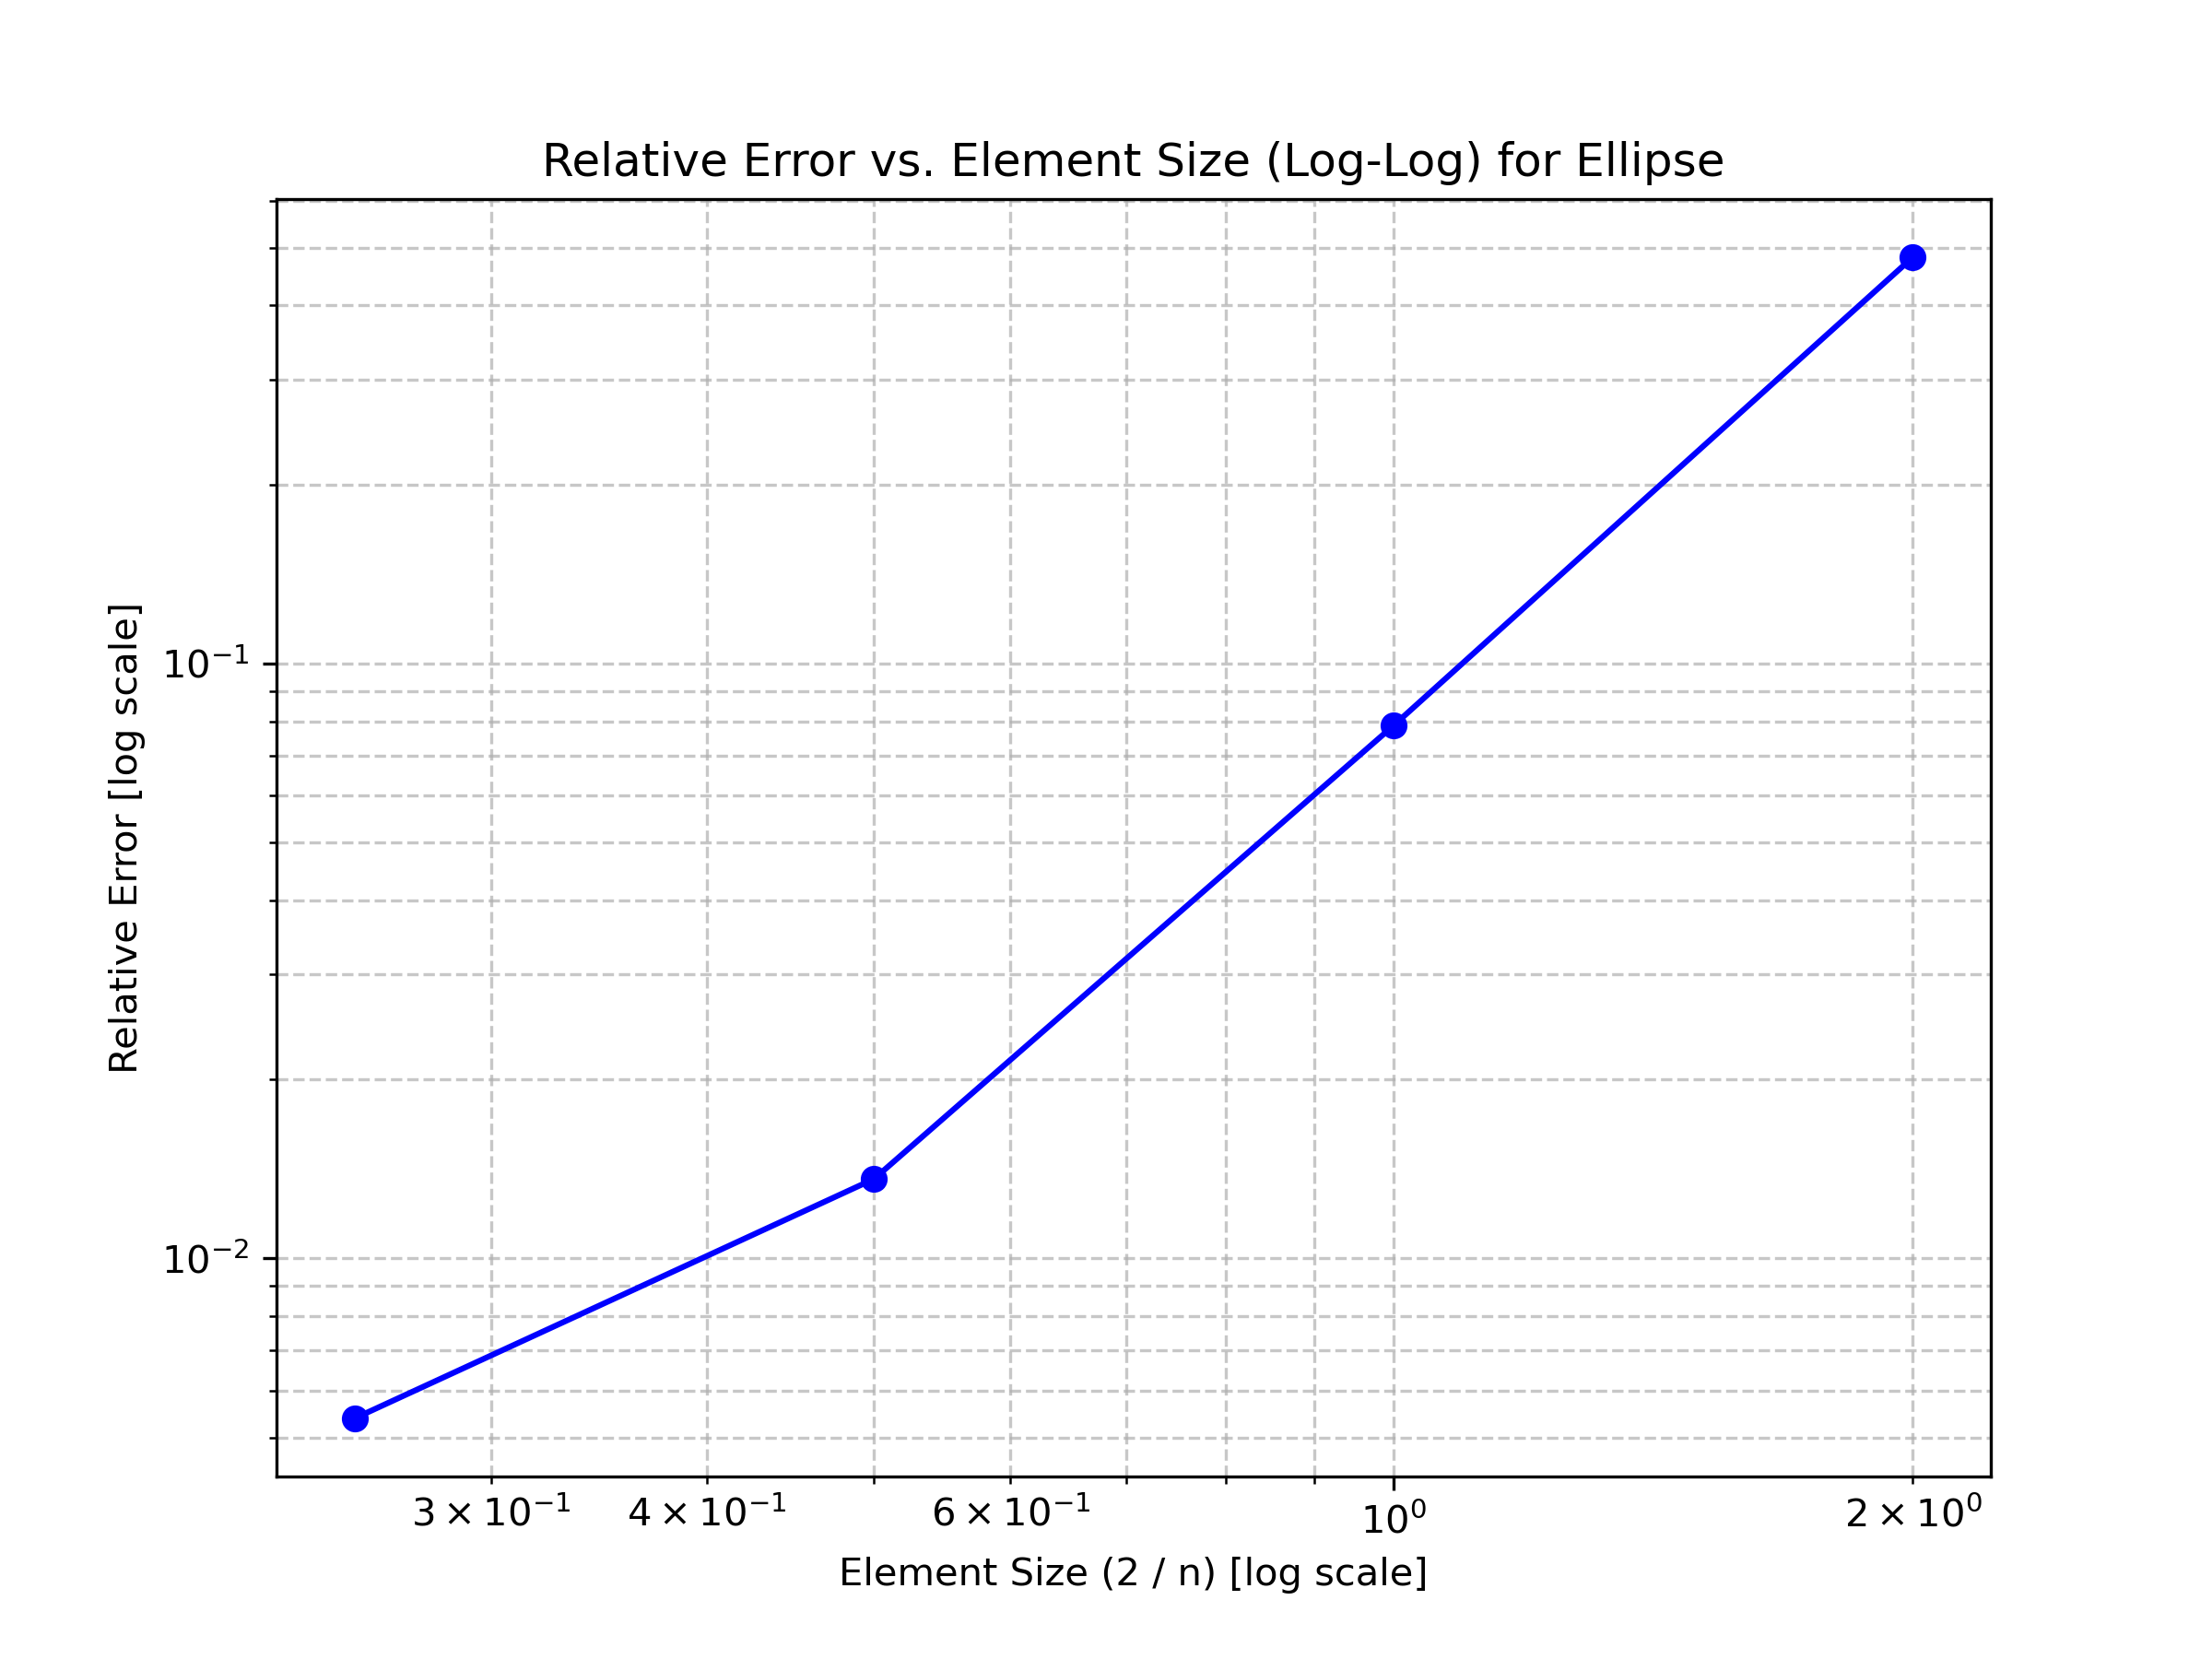 Relative Error vs. Element Size (Log-Log) for Ellipse
Relative Error [log scale]
10⁻¹
10⁻²
3 × 10⁻¹
4 × 10⁻¹
6 × 10⁻¹
10⁰
2 × 10⁰
Element Size (2 / n) [log scale]